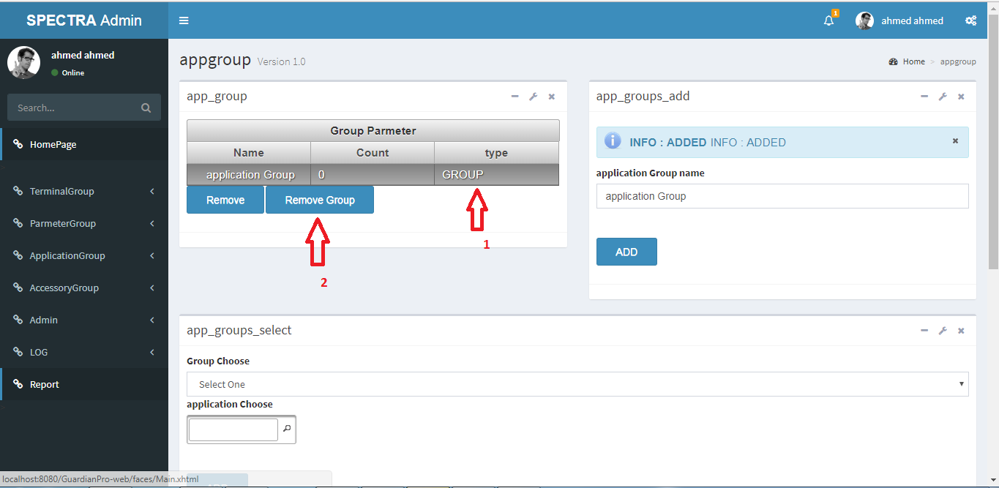 SPECTRA Admin
1
ahmed ahmed
ahmed ahmed
Online
Search...
HomePage
TerminalGroup
ParmeterGroup
ApplicationGroup
AccessoryGroup
Admin
LOG
Report
appgroup Version 1.0
Home > appgroup
app_group
Group Parmeter
Name Count type
application Group 0 GROUP
Remove Remove Group
1
2
app_groups_add
INFO : ADDED INFO : ADDED
application Group name
application Group
ADD
app_groups_select
Group Choose
Select One
application Choose
ADD
localhost:8080/GuardianPro-web/faces/Main.xhtml